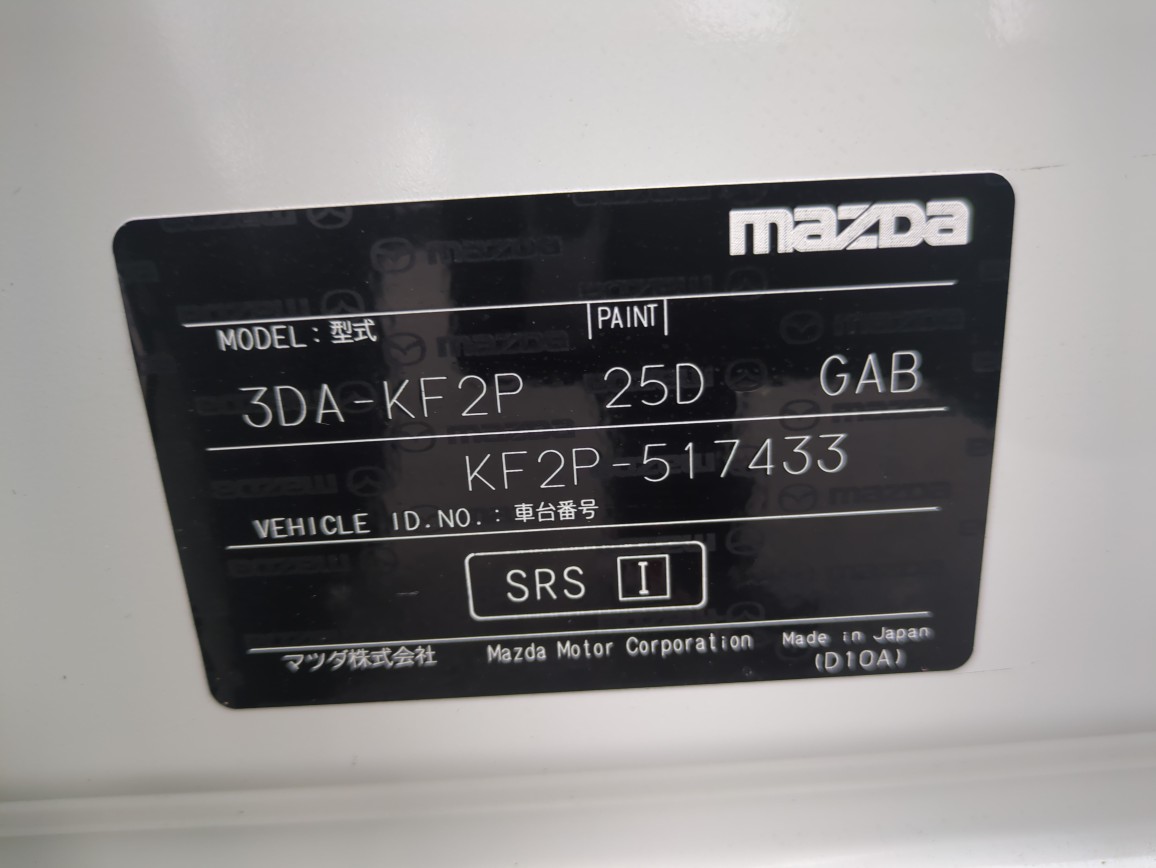 mazda
MODEL: 型式 PAINT
3DA-KF2P 25D GAB
KF2P-517433
VEHICLE ID.NO.: 車台番号
SRS I
マツダ株式会社 Mazda Motor Corporation Made in Japan
(D10A)